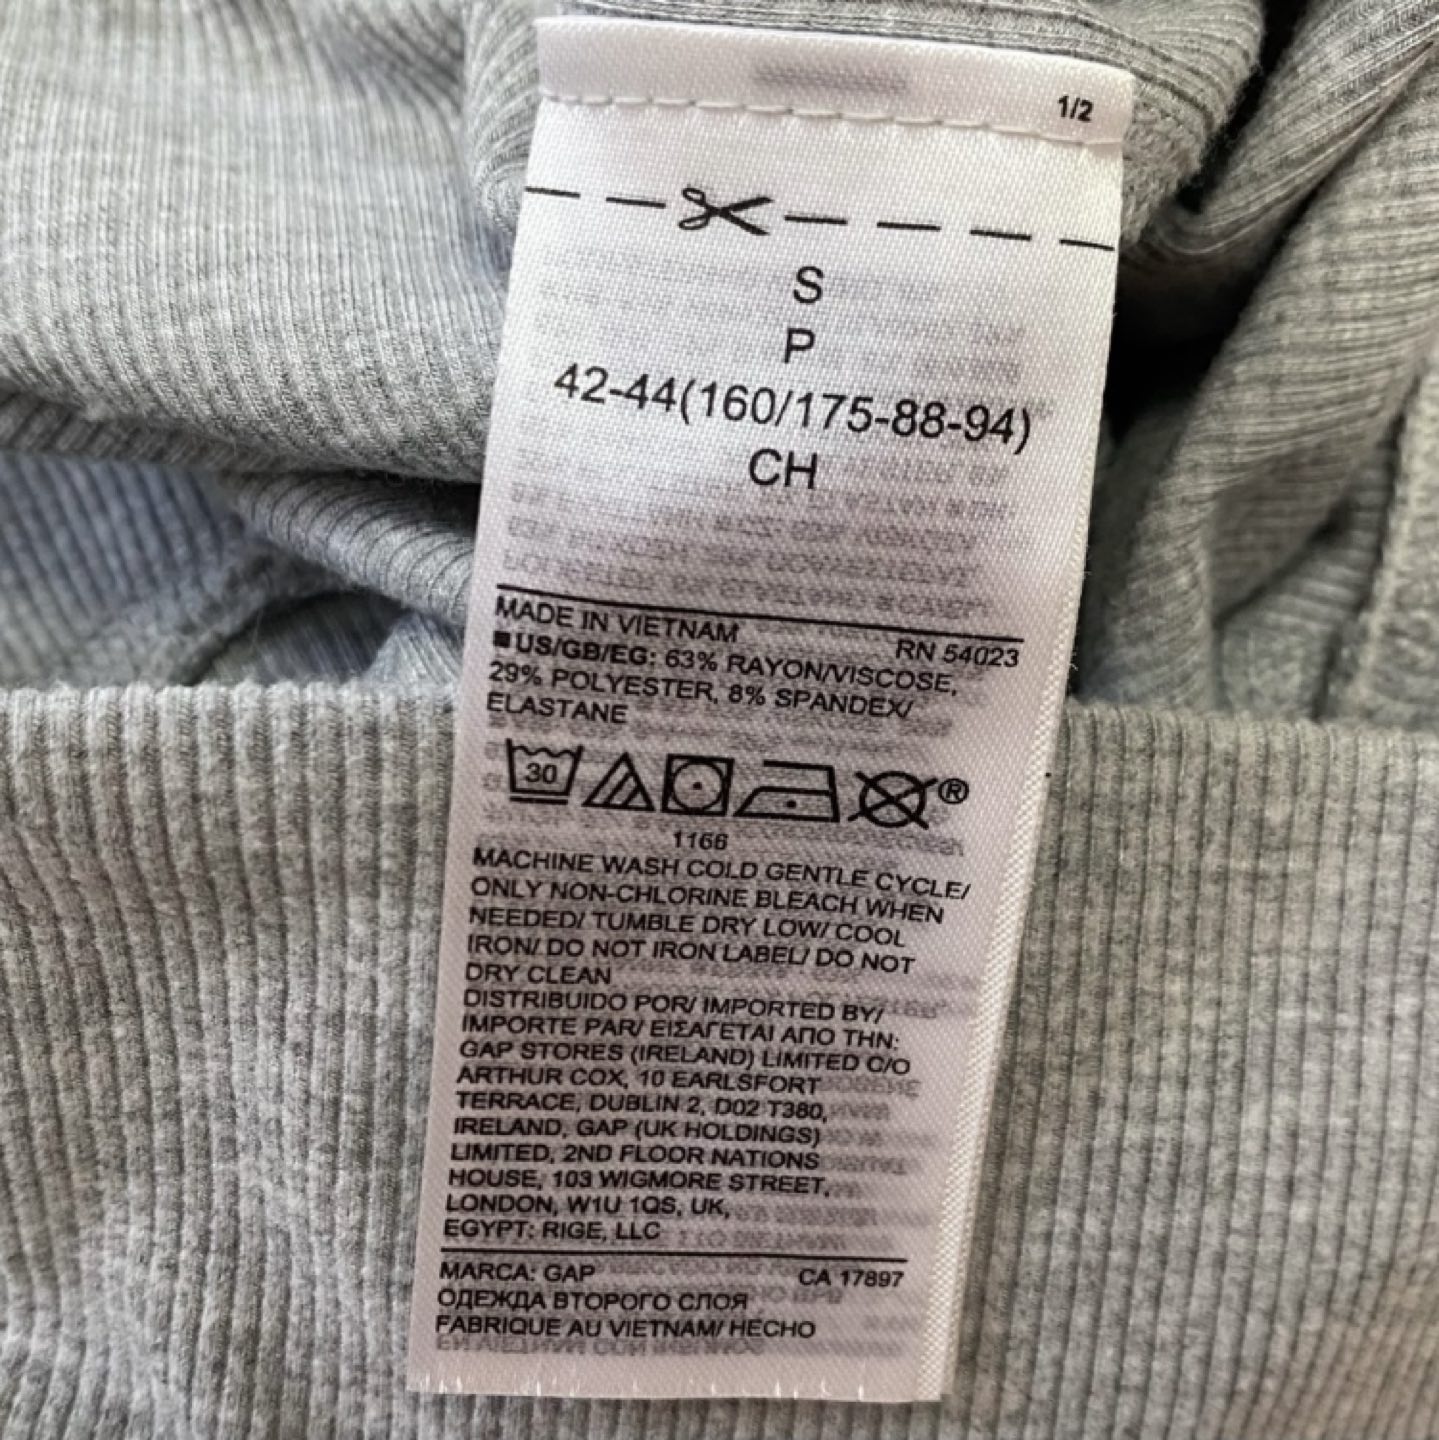 1/2
S
P
42-44(160/175-88-94)
CH
MADE IN VIETNAM RN 54023
■US/GB/EG: 63% RAYON/VISCOSE,
29% POLYESTER, 8% SPANDEX/
ELASTANE
30 ®
1166
MACHINE WASH COLD GENTLE CYCLE/
ONLY NON-CHLORINE BLEACH WHEN
NEEDED/ TUMBLE DRY LOW/ COOL
IRON/ DO NOT IRON LABEL/ DO NOT
DRY CLEAN
DISTRIBUIDO POR/ IMPORTED BY/
IMPORTE PAR/ ΕΙΣΑΓΕΤΑΙ ΑΠΟ ΤΗΝ:
GAP STORES (IRELAND) LIMITED C/O
ARTHUR COX, 10 EARLSFORT
TERRACE, DUBLIN 2, D02 T380,
IRELAND, GAP (UK HOLDINGS)
LIMITED, 2ND FLOOR NATIONS
HOUSE, 103 WIGMORE STREET,
LONDON, W1U 1QS, UK,
EGYPT: RIGE, LLC
MARCA: GAP CA 17897
ОДЕЖДА ВТОРОГО СЛОЯ
FABRIQUE AU VIETNAM/ HECHO